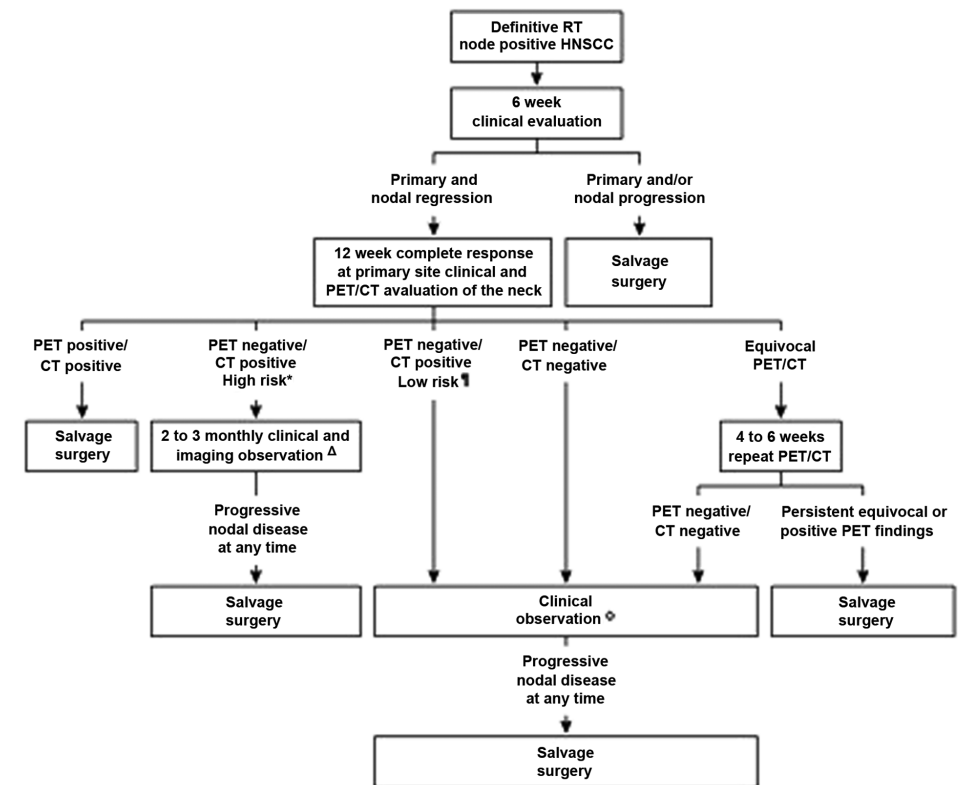 Definitive RT
node positive HNSCC
6 week
clinical evaluation
Primary and
nodal regression
Primary and/or
nodal progression
12 week complete response
at primary site clinical and
PET/CT avaluation of the neck
Salvage
surgery
PET positive/
CT positive
PET negative/
CT positive
High risk*
PET negative/
CT positive
Low risk¶
PET negative/
CT negative
Equivocal
PET/CT
Salvage
surgery
2 to 3 monthly clinical and
imaging observation Δ
4 to 6 weeks
repeat PET/CT
Progressive
nodal disease
at any time
PET negative/
CT negative
Persistent equivocal or
positive PET findings
Salvage
surgery
Clinical
observation ◇
Salvage
surgery
Progressive
nodal disease
at any time
Salvage
surgery